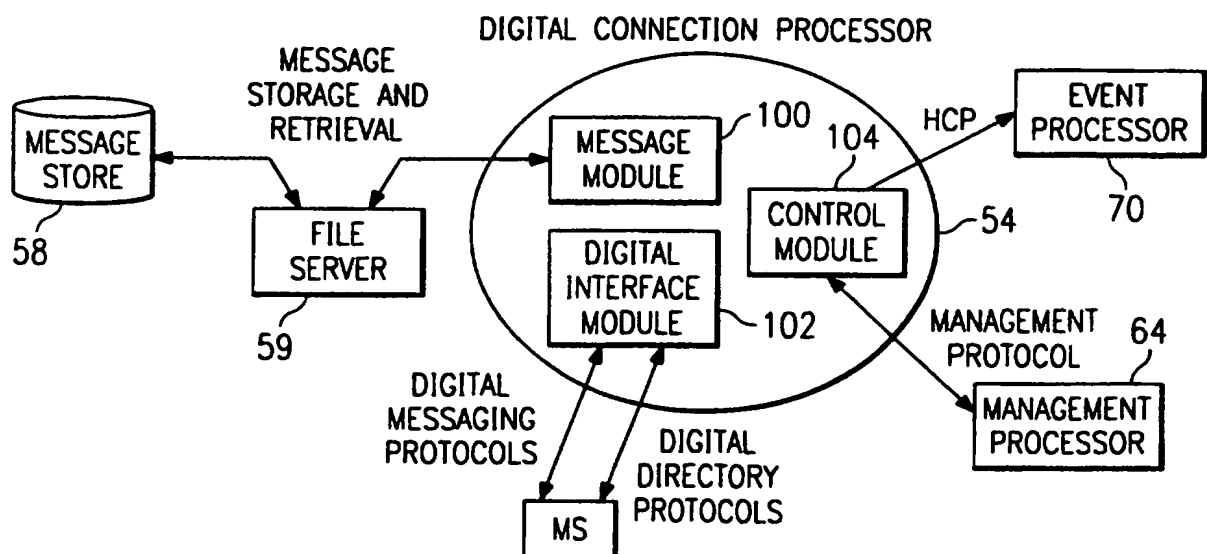 DIGITAL CONNECTION PROCESSOR
MESSAGE
STORAGE AND
RETRIEVAL
MESSAGE
STORE
58
FILE
SERVER
59
MESSAGE
MODULE
100
DIGITAL
INTERFACE
MODULE
102
104
CONTROL
MODULE
HCP
EVENT
PROCESSOR
70
54
MANAGEMENT
PROTOCOL
64
MANAGEMENT
PROCESSOR
DIGITAL
MESSAGING
PROTOCOLS
DIGITAL
DIRECTORY
PROTOCOLS
MS